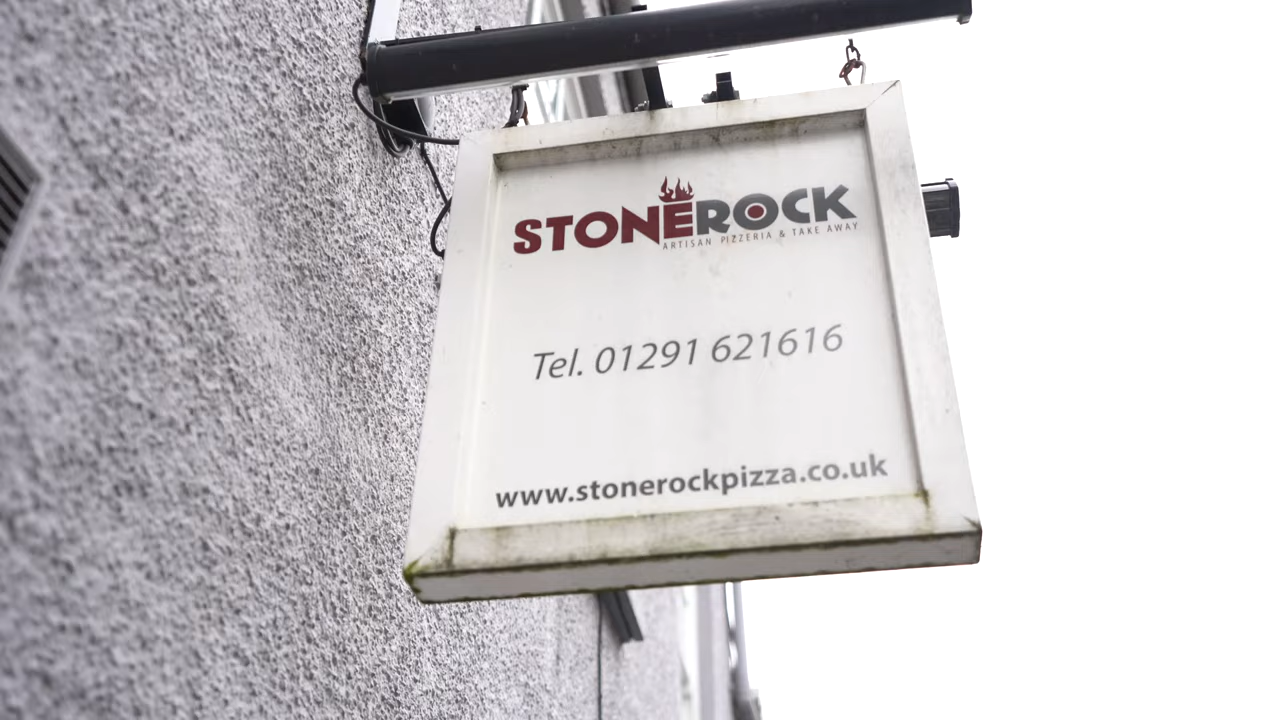 STONEROCK
ARTISAN PIZZERIA & TAKE AWAY
Tel. 01291 621616
www.stonerockpizza.co.uk